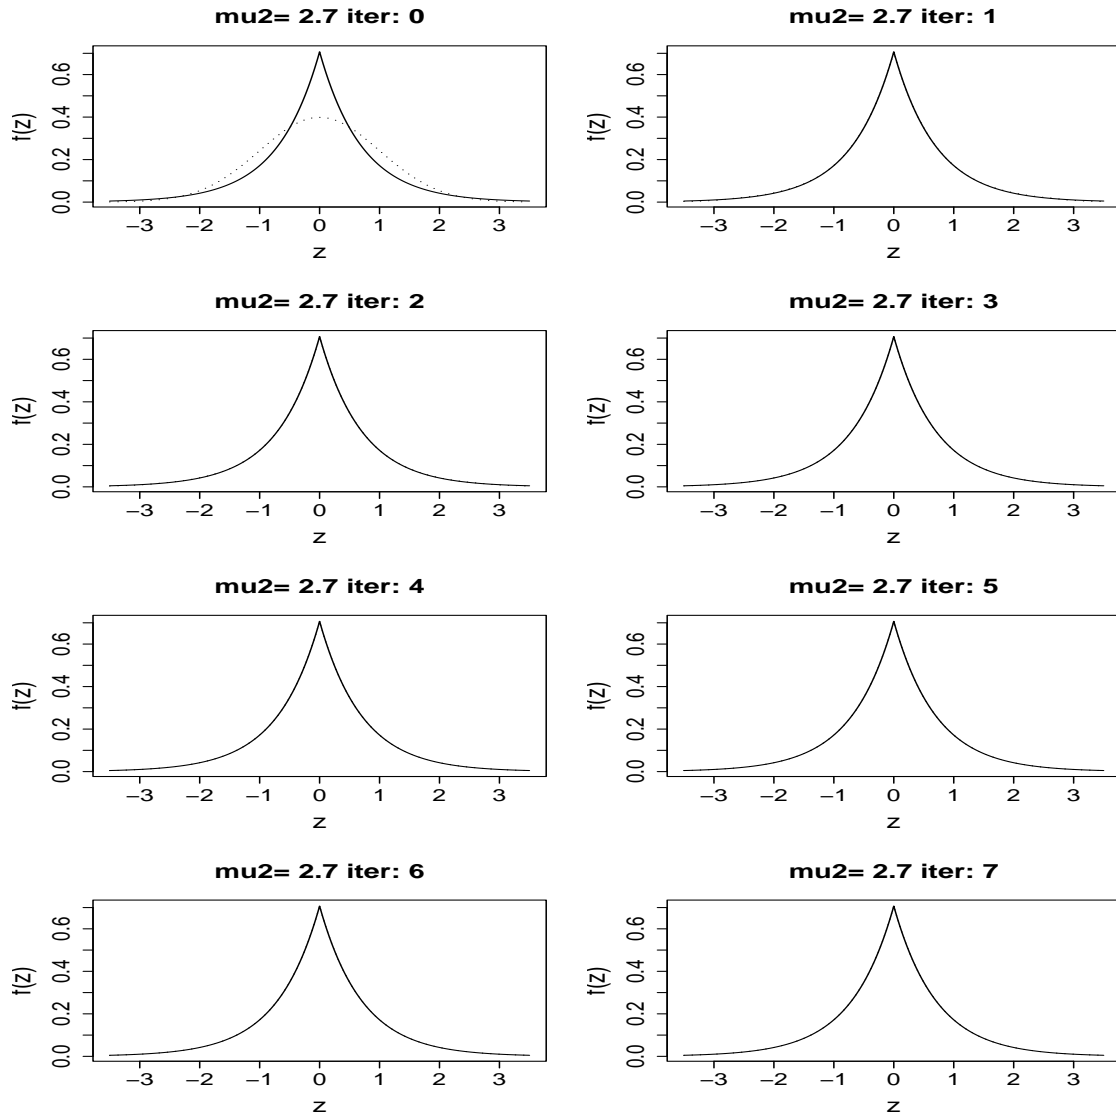 mu2= 2.7 iter: 0
f(z)
0.0 0.2 0.4 0.6
−3 −2 −1 0 1 2 3
z
mu2= 2.7 iter: 1
f(z)
0.0 0.2 0.4 0.6
−3 −2 −1 0 1 2 3
z
mu2= 2.7 iter: 2
f(z)
0.0 0.2 0.4 0.6
−3 −2 −1 0 1 2 3
z
mu2= 2.7 iter: 3
f(z)
0.0 0.2 0.4 0.6
−3 −2 −1 0 1 2 3
z
mu2= 2.7 iter: 4
f(z)
0.0 0.2 0.4 0.6
−3 −2 −1 0 1 2 3
z
mu2= 2.7 iter: 5
f(z)
0.0 0.2 0.4 0.6
−3 −2 −1 0 1 2 3
z
mu2= 2.7 iter: 6
f(z)
0.0 0.2 0.4 0.6
−3 −2 −1 0 1 2 3
z
mu2= 2.7 iter: 7
f(z)
0.0 0.2 0.4 0.6
−3 −2 −1 0 1 2 3
z